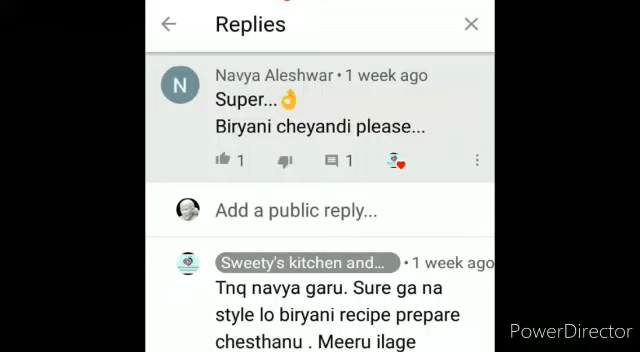 Replies
Navya Aleshwar • 1 week ago
N
Super...👌
Biryani cheyandi please...
1
1
Add a public reply...
Sweety's kitchen and... • 1 week ago
Tnq navya garu. Sure ga na
style lo biryani recipe prepare
chesthanu . Meeru ilage
PowerDirector